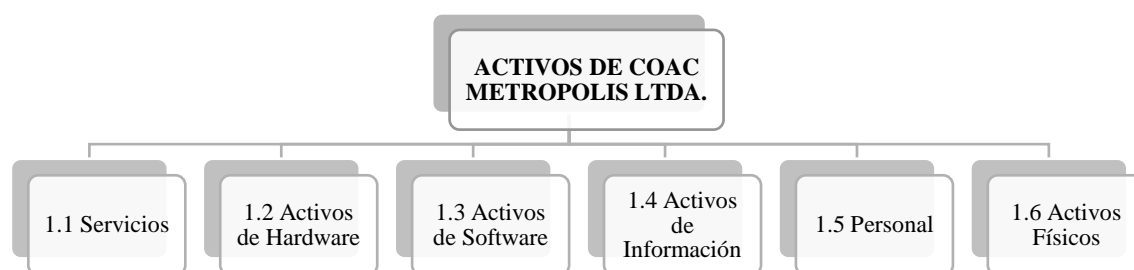 ACTIVOS DE COAC
METROPOLIS LTDA.
1.1 Servicios
1.2 Activos
de Hardware
1.3 Activos
de Software
1.4 Activos
de
Información
1.5 Personal
1.6 Activos
Físicos